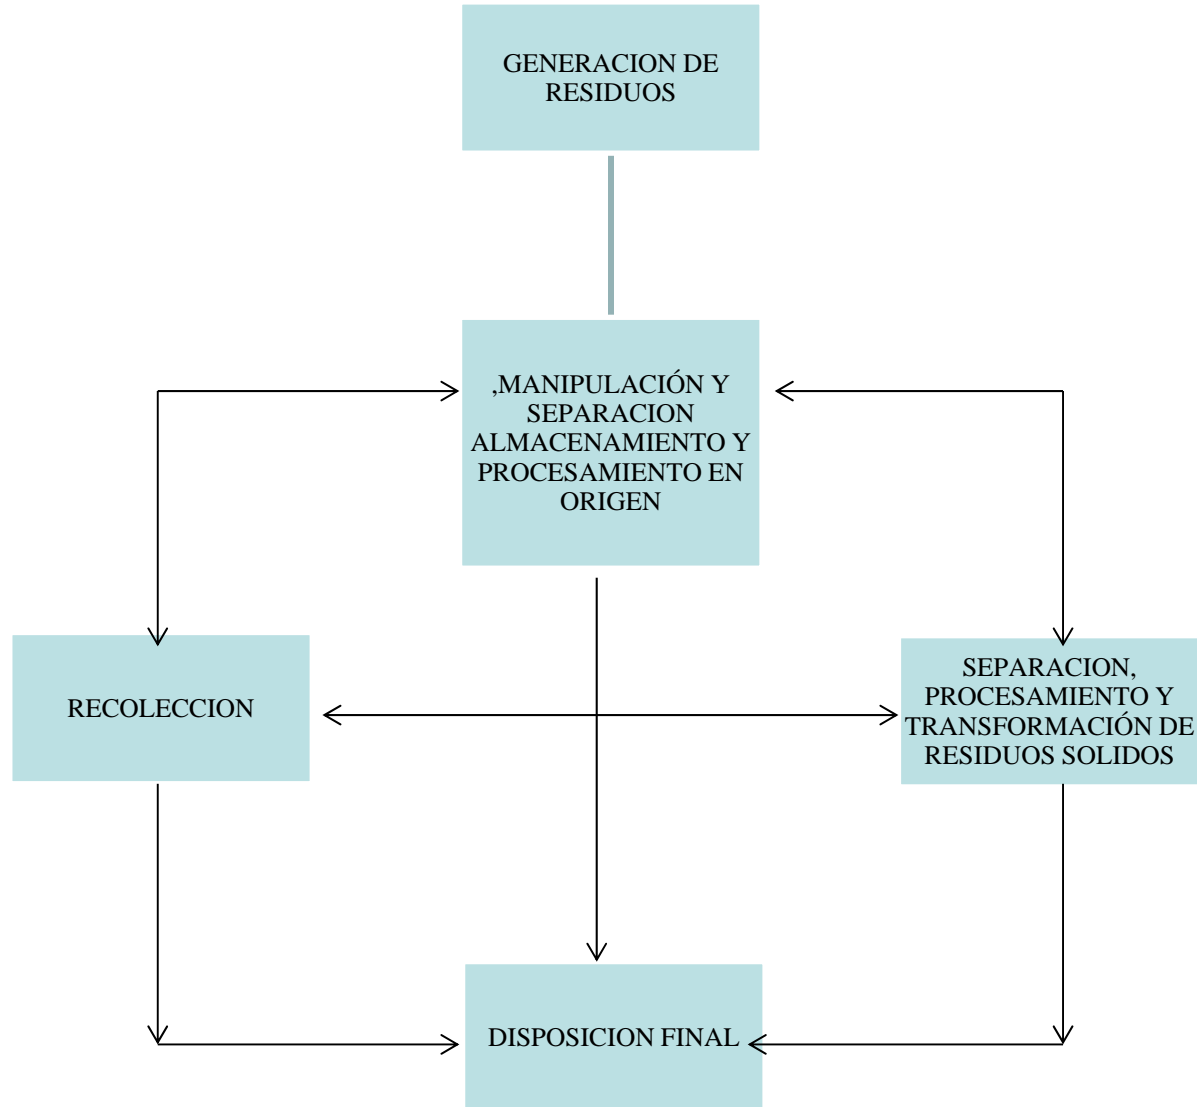 GENERACION DE
RESIDUOS
,MANIPULACIÓN Y
SEPARACION
ALMACENAMIENTO Y
PROCESAMIENTO EN
ORIGEN
RECOLECCION
SEPARACION,
PROCESAMIENTO Y
TRANSFORMACIÓN DE
RESIDUOS SOLIDOS
DISPOSICION FINAL